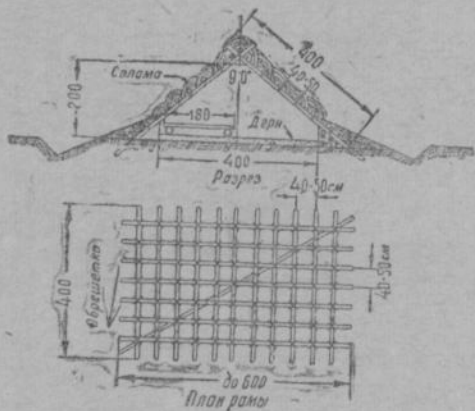 Солома
200
90°
400
40-50
180
Дерн
400
Разрез
40-50см
400
Обрешетка
40-50см
до 600
План рамы